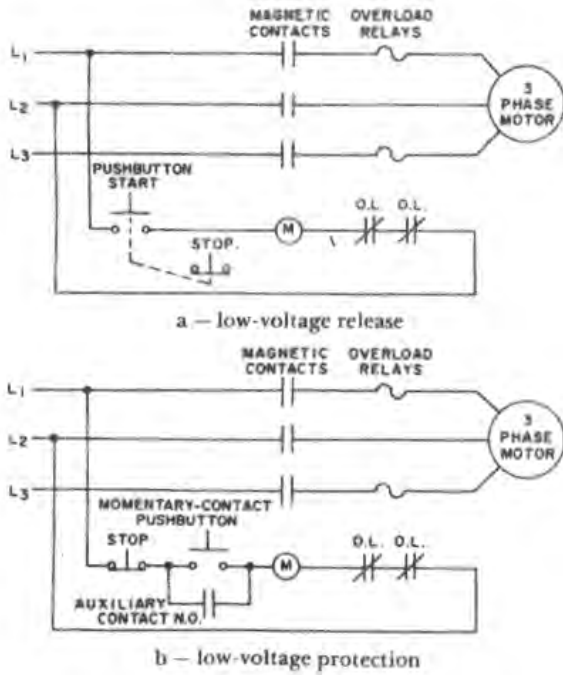 MAGNETIC CONTACTS
OVERLOAD RELAYS
L1
L2
L3
3 PHASE MOTOR
PUSHBUTTON START
STOP.
M
O.L. O.L.
a — low-voltage release
MAGNETIC CONTACTS
OVERLOAD RELAYS
L1
L2
L3
3 PHASE MOTOR
MOMENTARY-CONTACT PUSHBUTTON
STOP
M
O.L. O.L.
AUXILIARY CONTACT N.O.
b — low-voltage protection